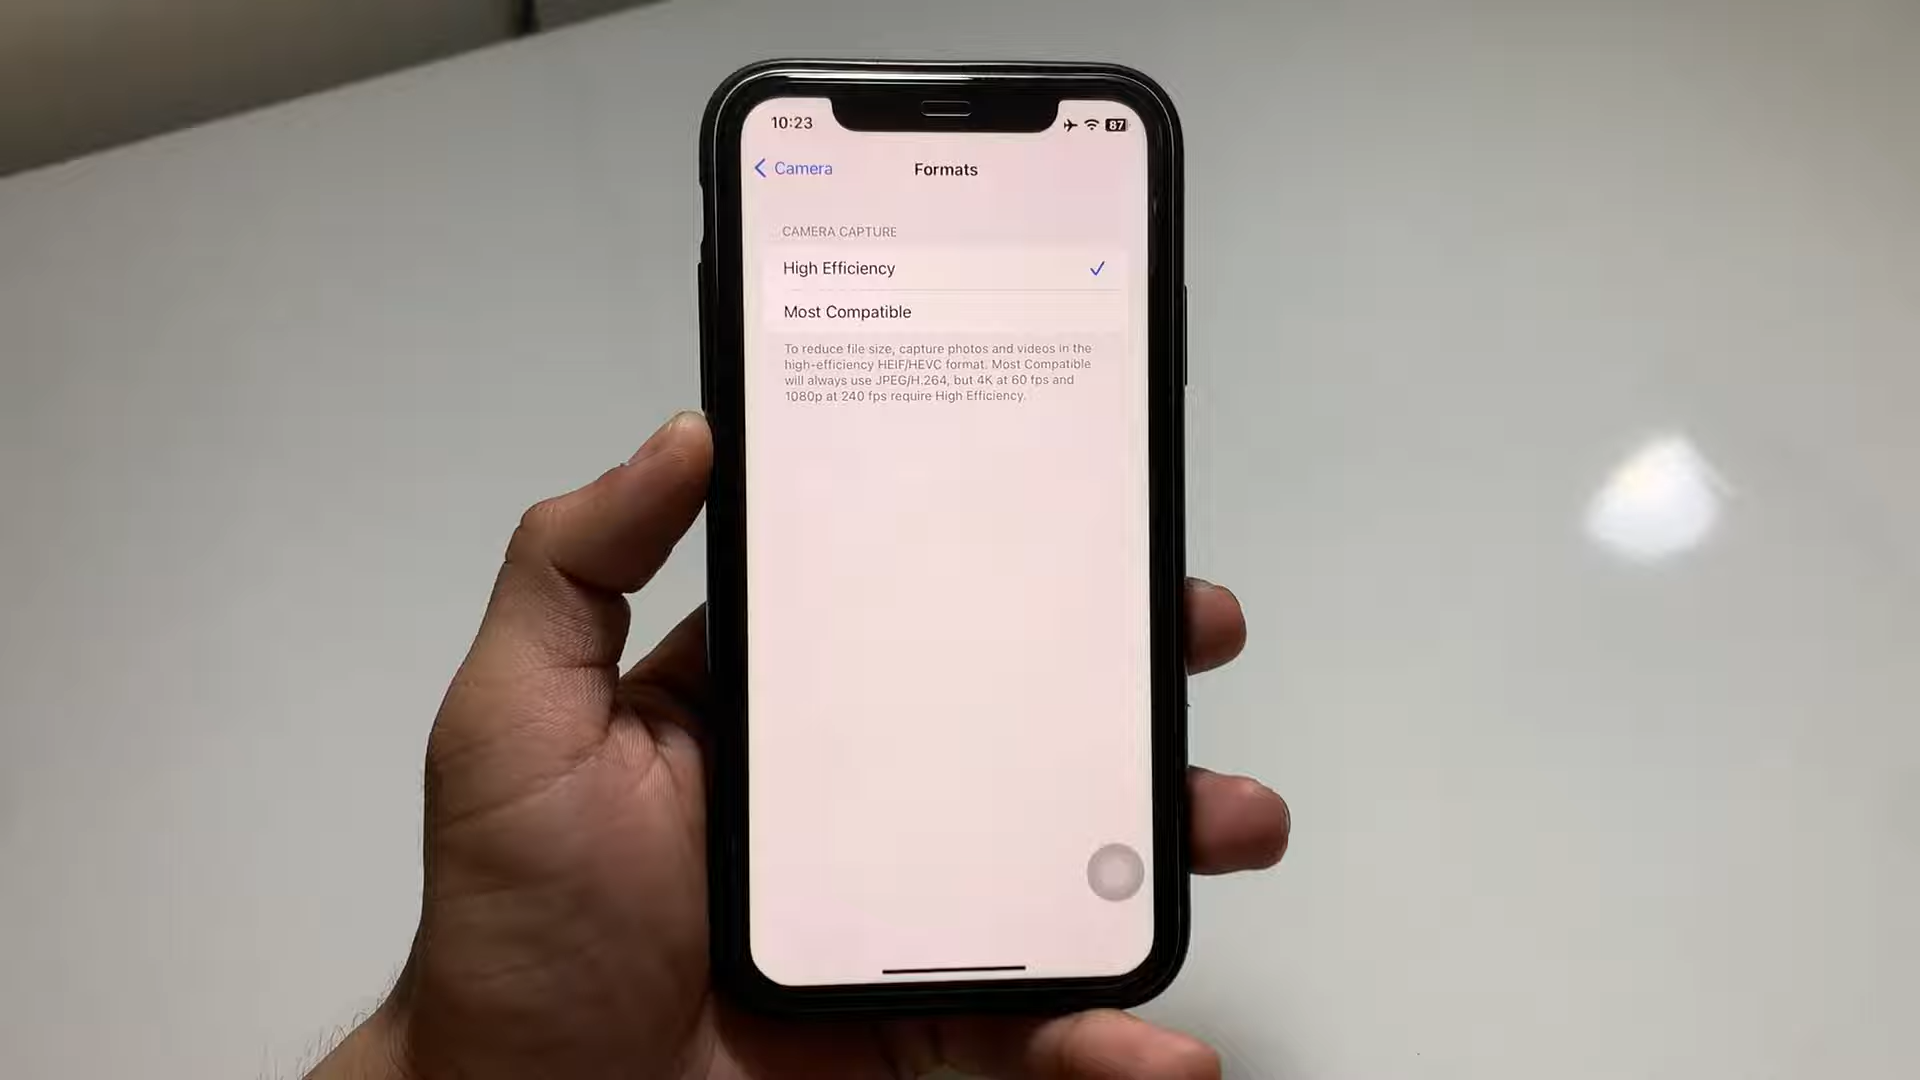 10:23
87
Camera
Formats
CAMERA CAPTURE
High Efficiency
Most Compatible
To reduce file size, capture photos and videos in the
high-efficiency HEIF/HEVC format. Most Compatible
will always use JPEG/H.264, but 4K at 60 fps and
1080p at 240 fps require High Efficiency.